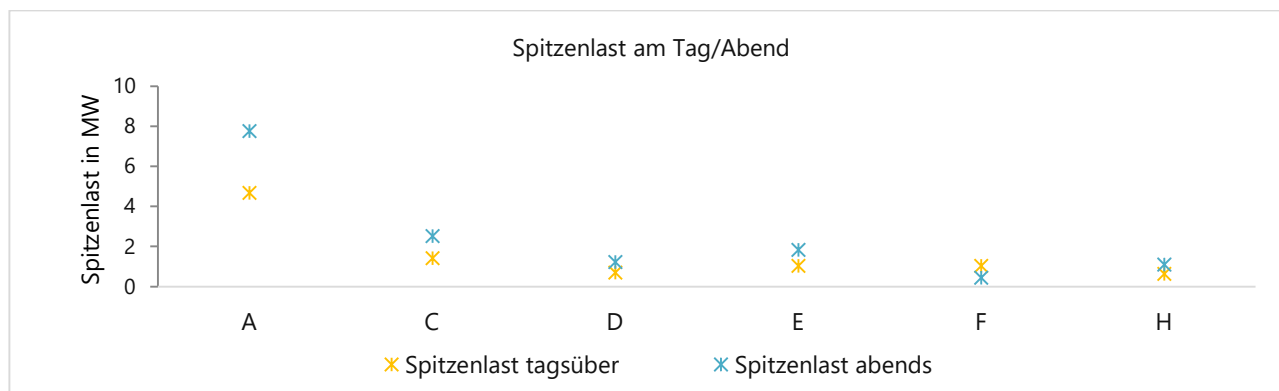 Spitzenlast am Tag/Abend
Spitzenlast in MW
10
8
6
4
2
0
A C D E F H
Spitzenlast tagsüber Spitzenlast abends